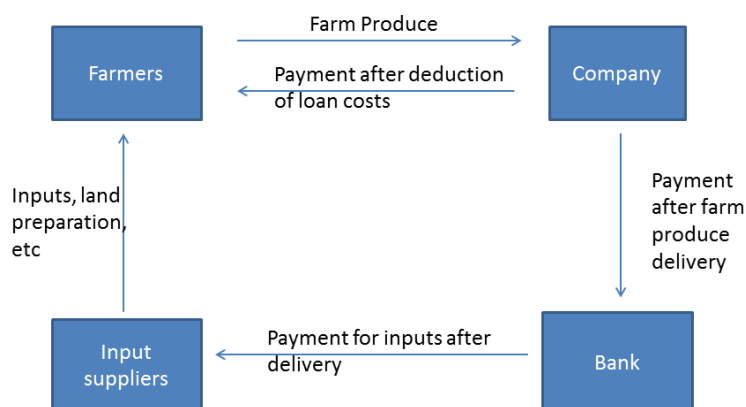 Farm Produce
Farmers
Payment after deduction
of loan costs
Company
Inputs, land
preparation,
etc
Payment
after farm
produce
delivery
Input
suppliers
Payment for inputs after
delivery
Bank